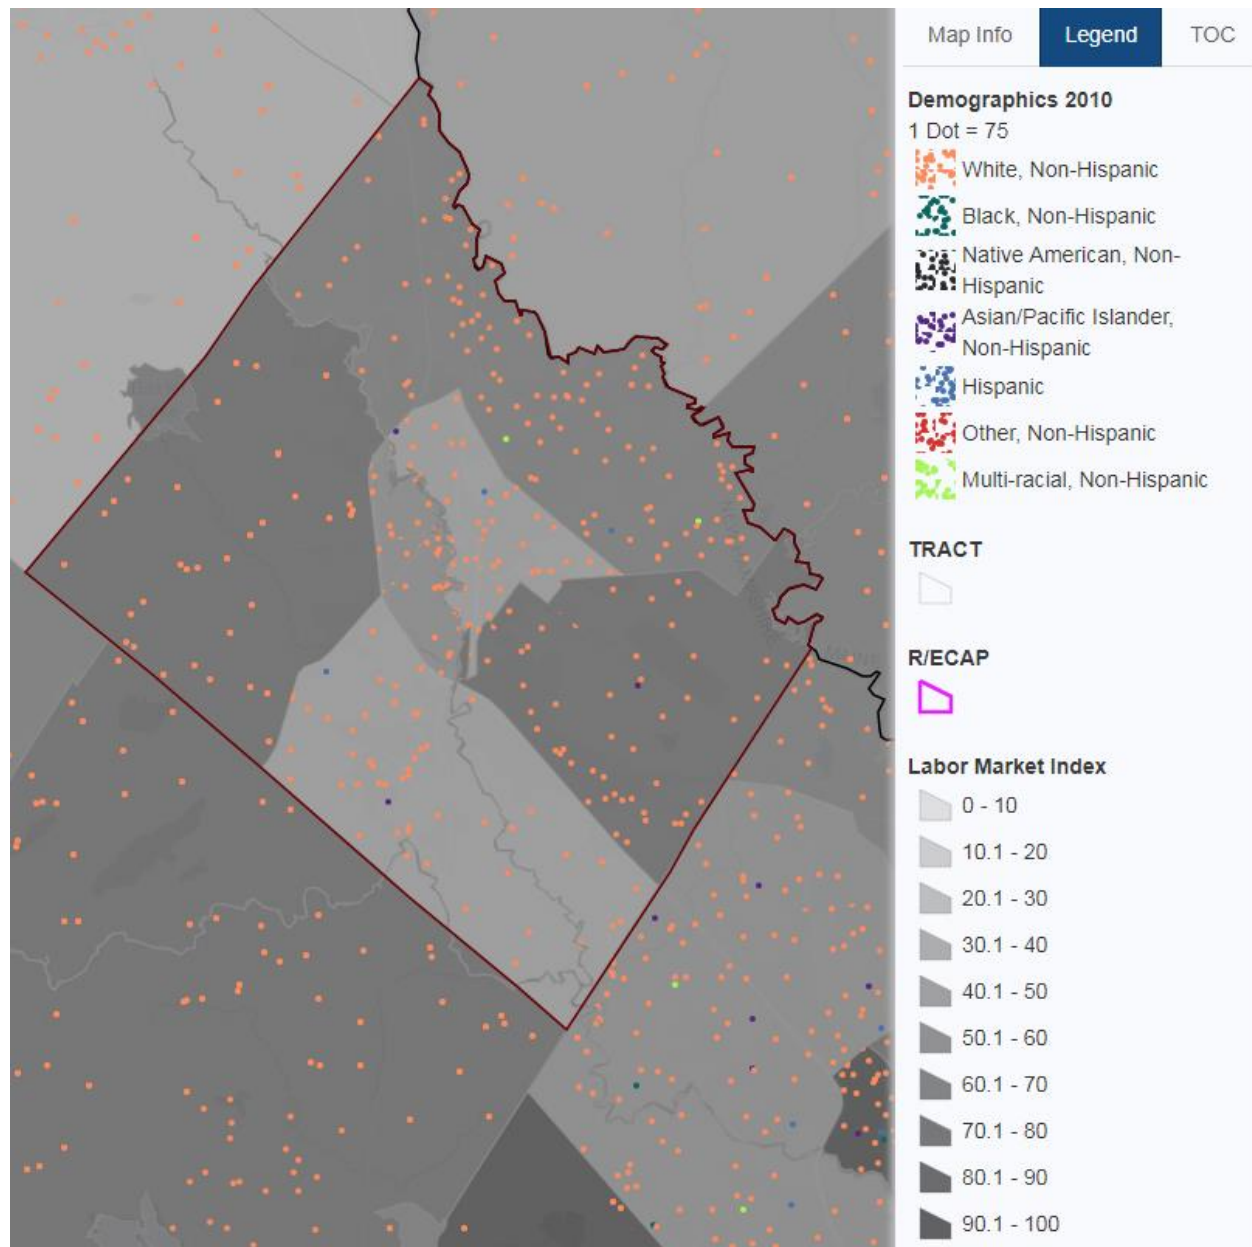 Map Info
Legend
TOC
Demographics 2010
1 Dot = 75
White, Non-Hispanic
Black, Non-Hispanic
Native American, Non-
Hispanic
Asian/Pacific Islander,
Non-Hispanic
Hispanic
Other, Non-Hispanic
Multi-racial, Non-Hispanic
TRACT
R/ECAP
Labor Market Index
0 - 10
10.1 - 20
20.1 - 30
30.1 - 40
40.1 - 50
50.1 - 60
60.1 - 70
70.1 - 80
80.1 - 90
90.1 - 100